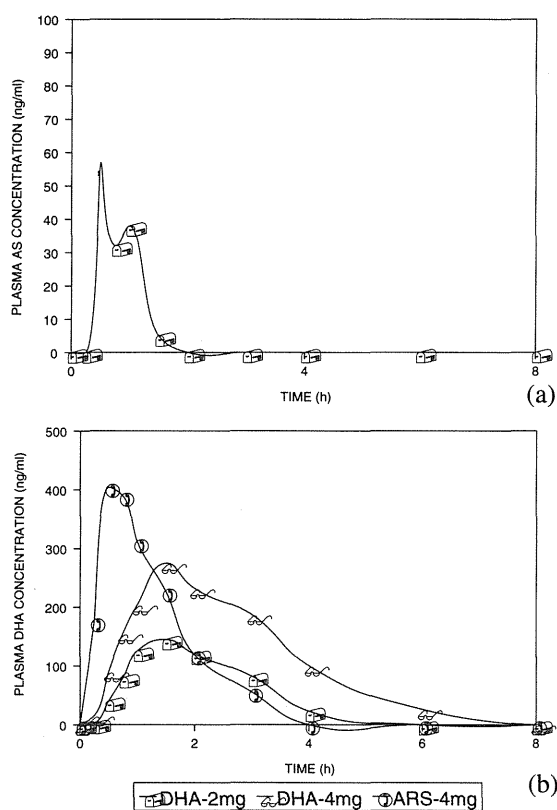 PLASMA AS CONCENTRATION (ng/ml)
100
90
80
70
60
50
40
30
20
10
0
0 4 8
TIME (h)
(a)
PLASMA DHA CONCENTRATION (ng/ml)
500
400
300
200
100
0
0 2 4 6 8
TIME (h)
(b)
DHA-2mg DHA-4mg ARS-4mg